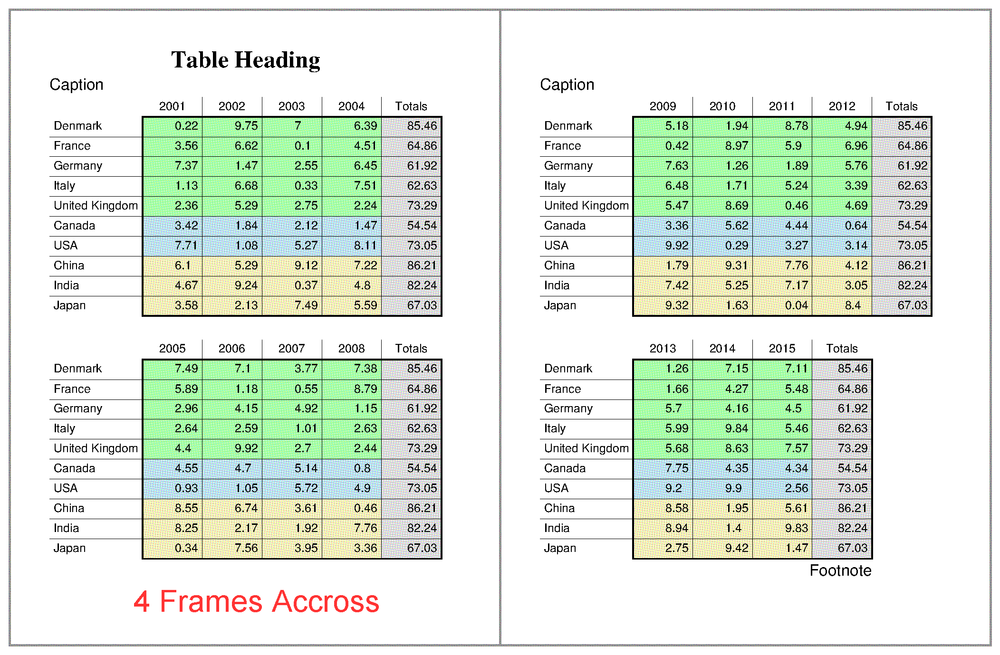 Table Heading
Caption
2001 2002 2003 2004 Totals
Denmark 0.22 9.75 7 6.39 85.46
France 3.56 6.62 0.1 4.51 64.86
Germany 7.37 1.47 2.55 6.45 61.92
Italy 1.13 6.68 0.33 7.51 62.63
United Kingdom 2.36 5.29 2.75 2.24 73.29
Canada 3.42 1.84 2.12 1.47 54.54
USA 7.71 1.08 5.27 8.11 73.05
China 6.1 5.29 9.12 7.22 86.21
India 4.67 9.24 0.37 4.8 82.24
Japan 3.58 2.13 7.49 5.59 67.03
2005 2006 2007 2008 Totals
Denmark 7.49 7.1 3.77 7.38 85.46
France 5.89 1.18 0.55 8.79 64.86
Germany 2.96 4.15 4.92 1.15 61.92
Italy 2.64 2.59 1.01 2.63 62.63
United Kingdom 4.4 9.92 2.7 2.44 73.29
Canada 4.55 4.7 5.14 0.8 54.54
USA 0.93 1.05 5.72 4.9 73.05
China 8.55 6.74 3.61 0.46 86.21
India 8.25 2.17 1.92 7.76 82.24
Japan 0.34 7.56 3.95 3.36 67.03
4 Frames Accross
Caption
2009 2010 2011 2012 Totals
Denmark 5.18 1.94 8.78 4.94 85.46
France 0.42 8.97 5.9 6.96 64.86
Germany 7.63 1.26 1.89 5.76 61.92
Italy 6.48 1.71 5.24 3.39 62.63
United Kingdom 5.47 8.69 0.46 4.69 73.29
Canada 3.36 5.62 4.44 0.64 54.54
USA 9.92 0.29 3.27 3.14 73.05
China 1.79 9.31 7.76 4.12 86.21
India 7.42 5.25 7.17 3.05 82.24
Japan 9.32 1.63 0.04 8.4 67.03
2013 2014 2015 Totals
Denmark 1.26 7.15 7.11 85.46
France 1.66 4.27 5.48 64.86
Germany 5.7 4.16 4.5 61.92
Italy 5.99 9.84 5.46 62.63
United Kingdom 5.68 8.63 7.57 73.29
Canada 7.75 4.35 4.34 54.54
USA 9.2 9.9 2.56 73.05
China 8.58 1.95 5.61 86.21
India 8.94 1.4 9.83 82.24
Japan 2.75 9.42 1.47 67.03
Footnote